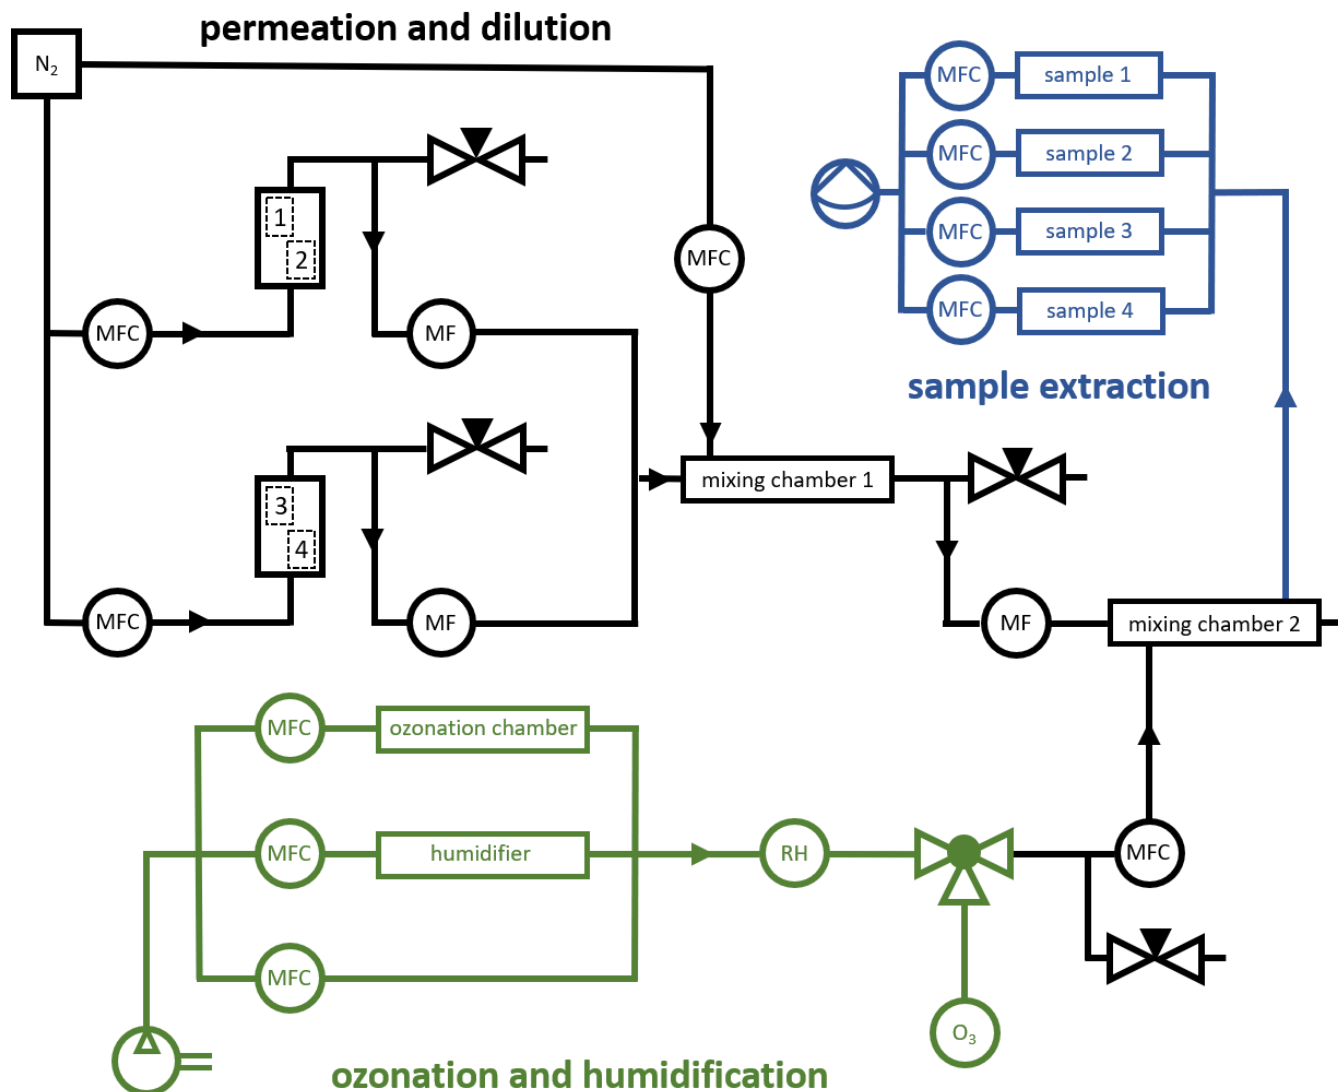 permeation and dilution
N₂
MFC
sample 1
MFC
sample 2
1
2
MFC
sample 3
MFC
MFC
sample 4
MFC
MF
sample extraction
mixing chamber 1
3
4
MFC
MF
MF
mixing chamber 2
MFC
ozonation chamber
MFC
humidifier
RH
MFC
MFC
O₃
ozonation and humidification